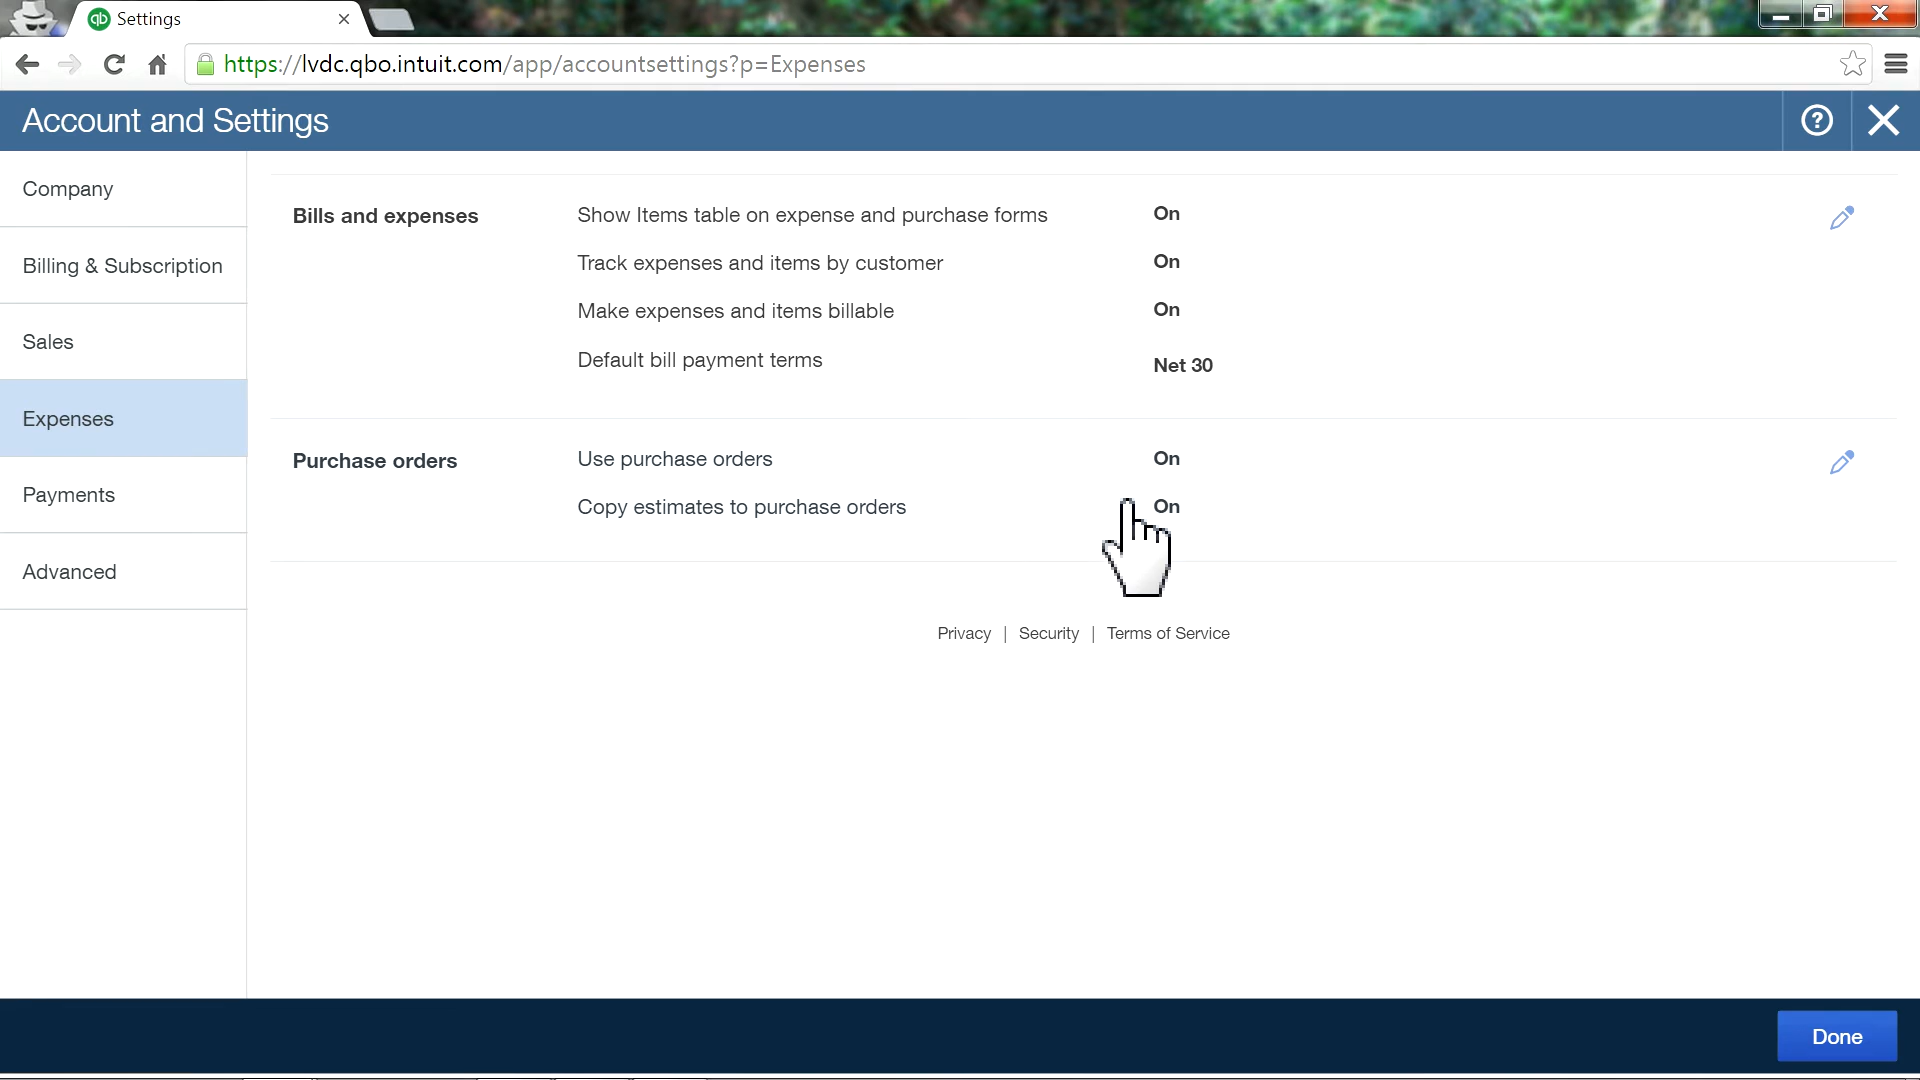 qb Settings
https://lvdc.qbo.intuit.com/app/accountsettings?p=Expenses
Account and Settings
Company
Billing & Subscription
Sales
Expenses
Payments
Advanced
Bills and expenses
Show Items table on expense and purchase forms On
Track expenses and items by customer On
Make expenses and items billable On
Default bill payment terms Net 30
Purchase orders
Use purchase orders On
Copy estimates to purchase orders On
Privacy | Security | Terms of Service
Done